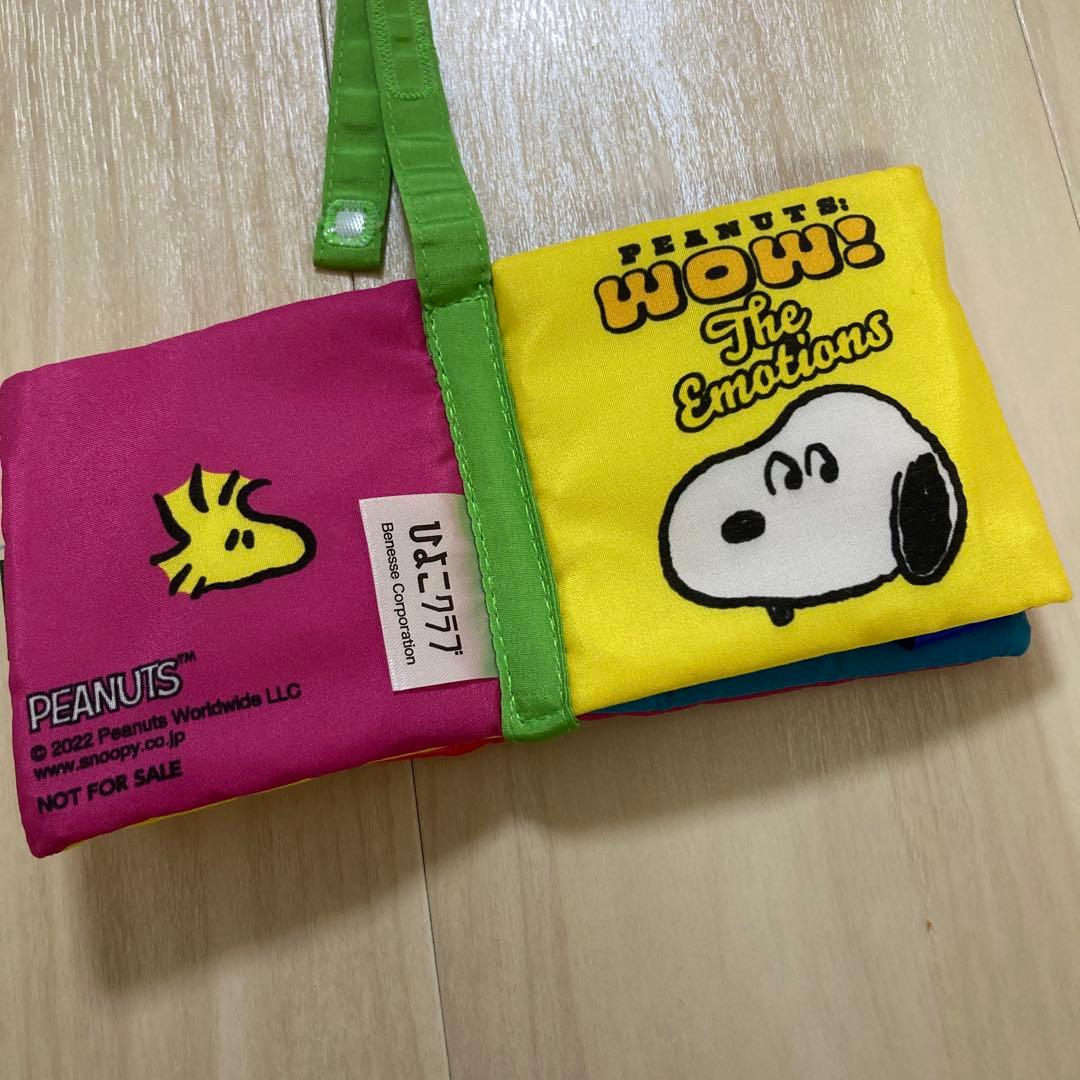 PEANUTS:
WOW!
The
Emotions
ひよこクラブ
Benesse Corporation
PEANUTS™
© 2022 Peanuts Worldwide LLC
www.snoopy.co.jp
NOT FOR SALE